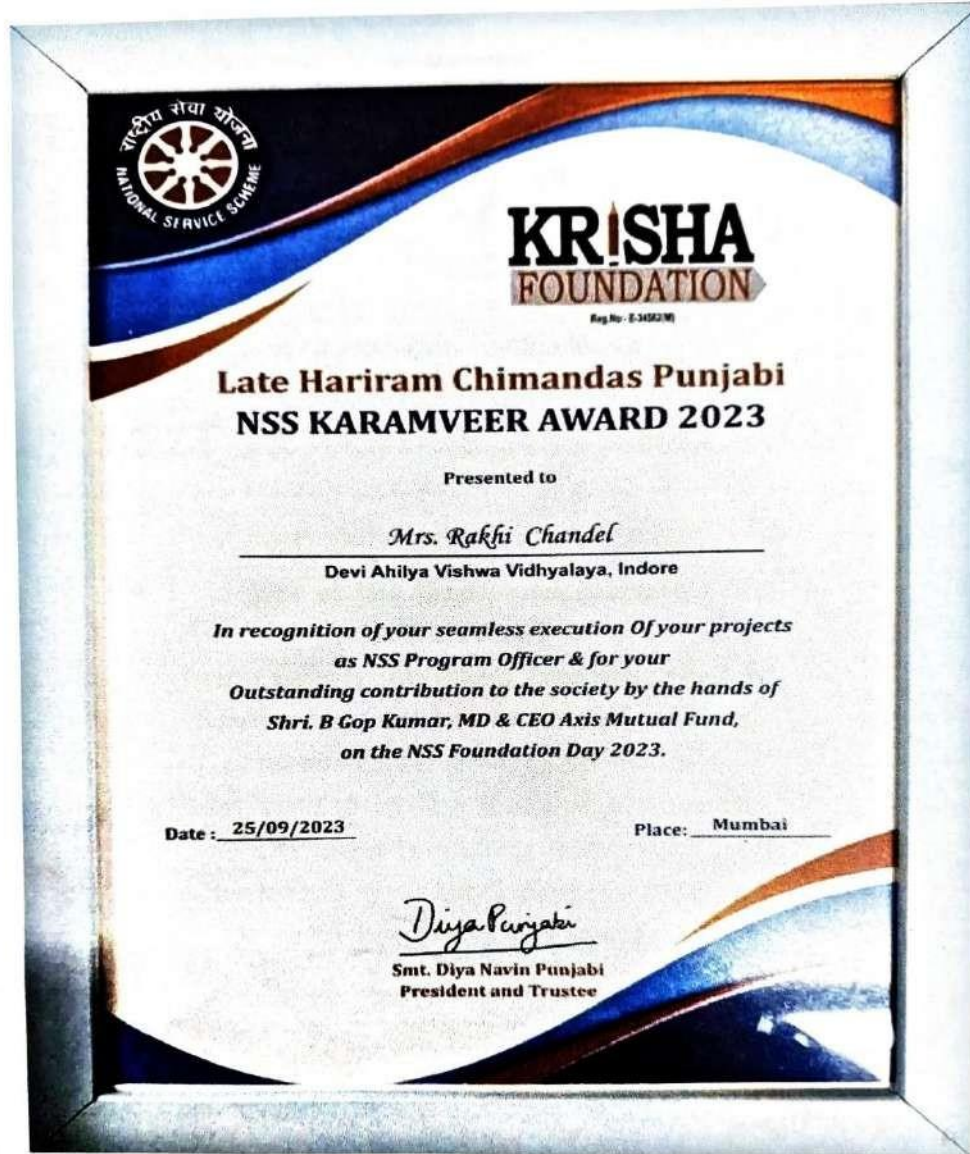 राष्ट्रीय सेवा योजना
NATIONAL SERVICE SCHEME
KRISHA
FOUNDATION
Reg.No - E-34582(M)
Late Hariram Chimandas Punjabi
NSS KARAMVEER AWARD 2023
Presented to
Mrs. Rakhi Chandel
Devi Ahilya Vishwa Vidhyalaya, Indore
In recognition of your seamless execution Of your projects
as NSS Program Officer & for your
Outstanding contribution to the society by the hands of
Shri. B Gop Kumar, MD & CEO Axis Mutual Fund,
on the NSS Foundation Day 2023.
Date : 25/09/2023
Place: Mumbai
Diya Punjabi
Smt. Diya Navin Punjabi
President and Trustee